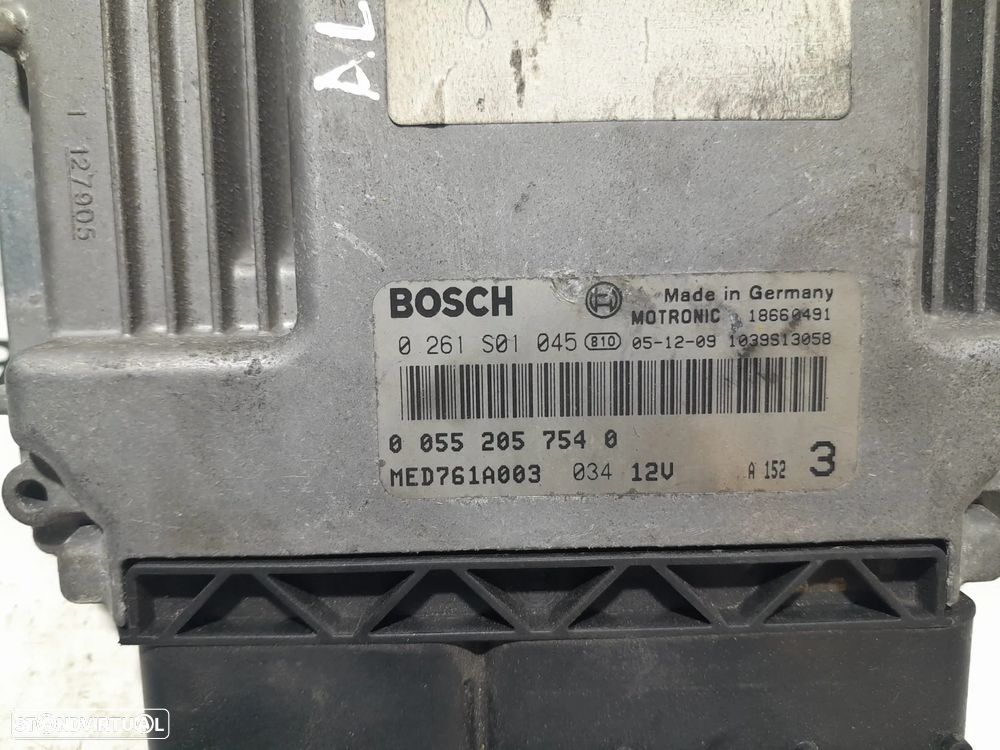 A.L
1 127905
BOSCH
Made in Germany
MOTRONIC 18660491
0 261 S01 045 810 05-12-09 1039S13058
0 055 205 754 0
MED761A003 034 12V A 152 3
STANDVIRTUAL